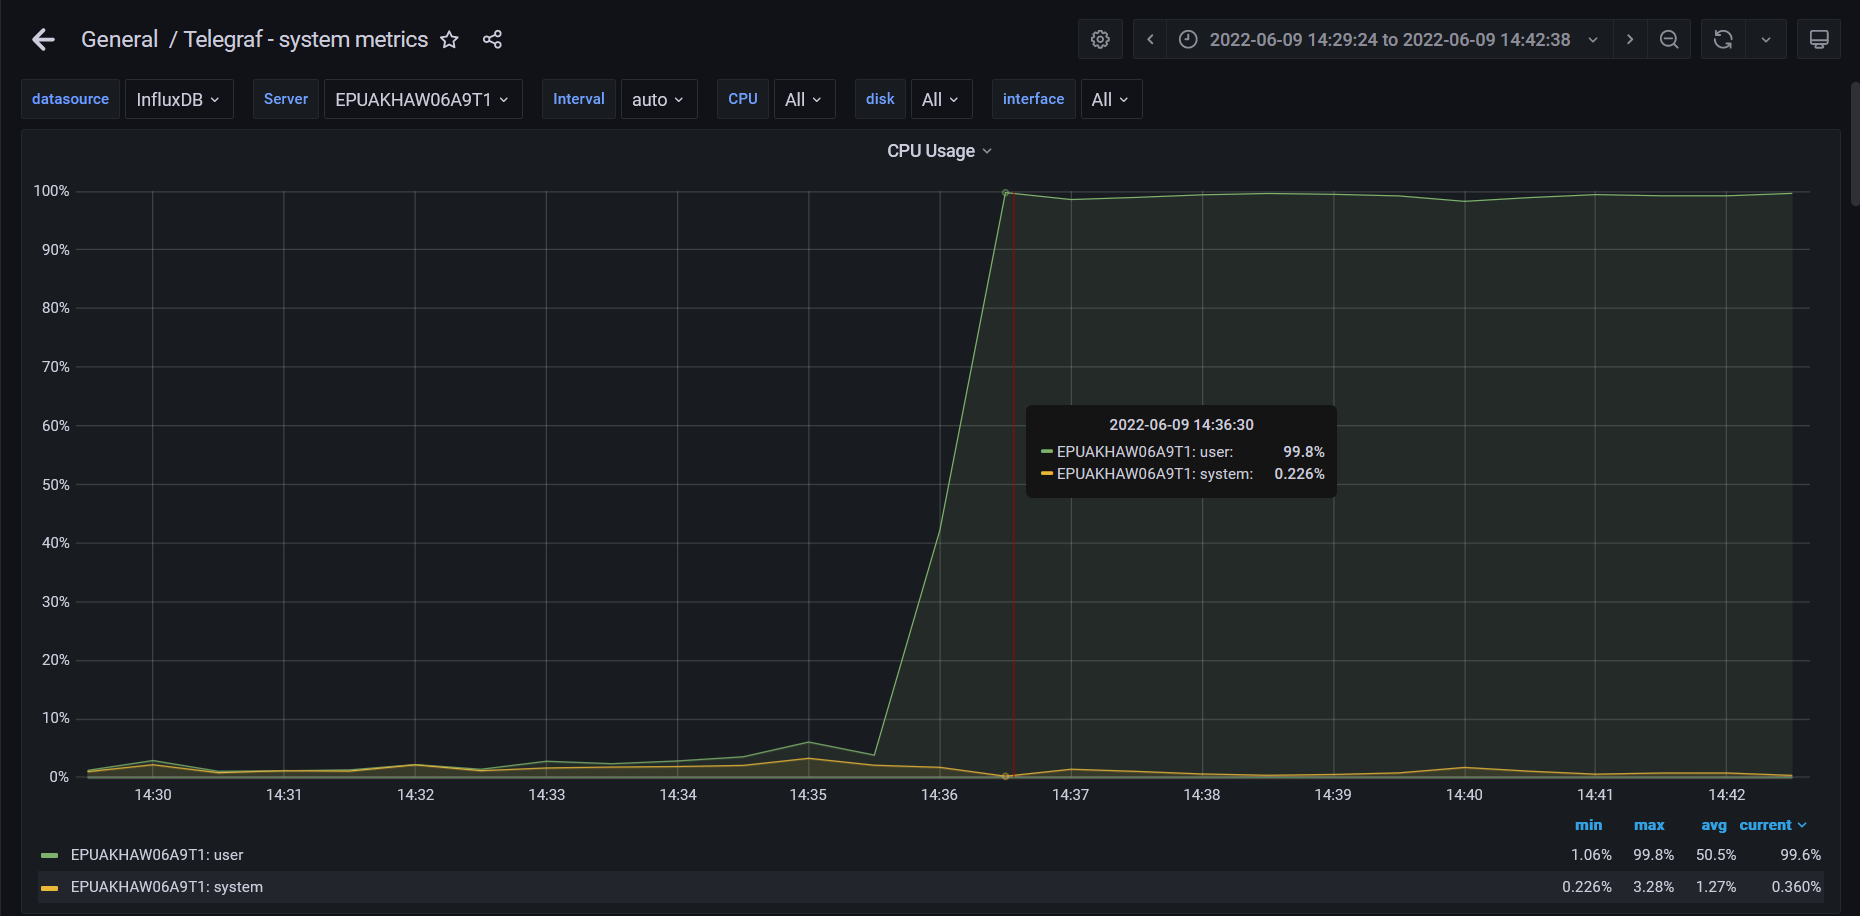 General / Telegraf - system metrics 2022-06-09 14:29:24 to 2022-06-09 14:42:38
datasource InfluxDB Server EPUAKHAW06A9T1 Interval auto CPU All disk All interface All
CPU Usage
100%
90%
80%
70%
60%
50%
40%
30%
20%
10%
0%
2022-06-09 14:36:30
EPUAKHAW06A9T1: user: 99.8%
EPUAKHAW06A9T1: system: 0.226%
14:30 14:31 14:32 14:33 14:34 14:35 14:36 14:37 14:38 14:39 14:40 14:41 14:42
min max avg current
EPUAKHAW06A9T1: user 1.06% 99.8% 50.5% 99.6%
EPUAKHAW06A9T1: system 0.226% 3.28% 1.27% 0.360%